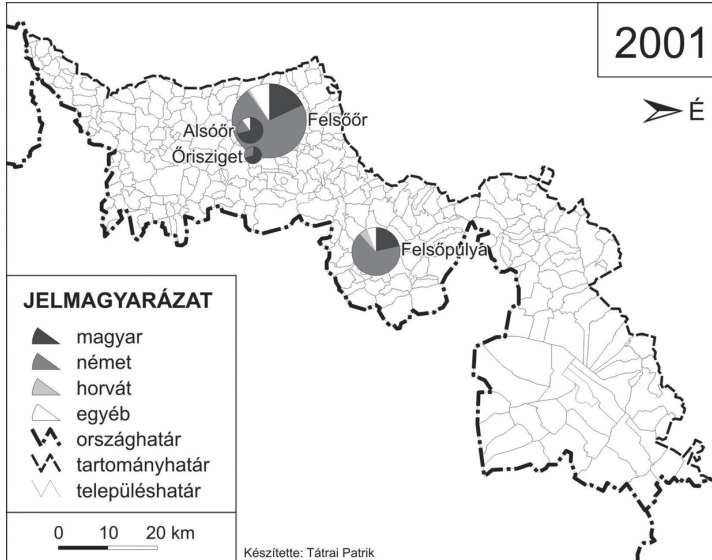 2001
É
Felsőőr
Alsóőr
Őrisziget
Felsőpulya
JELMAGYARÁZAT
magyar
német
horvát
egyéb
országhatár
tartományhatár
településhatár
0 10 20 km
Készítette: Tátrai Patrik